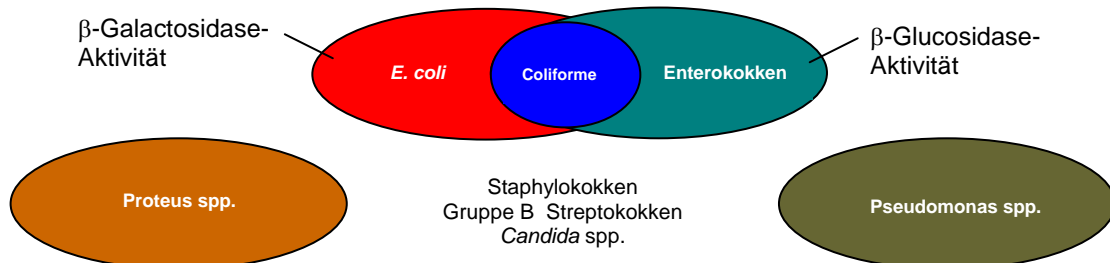 β-Galactosidase-
Aktivität
E. coli
Coliforme
Enterokokken
β-Glucosidase-
Aktivität
Proteus spp.
Staphylokokken
Gruppe B Streptokokken
Candida spp.
Pseudomonas spp.